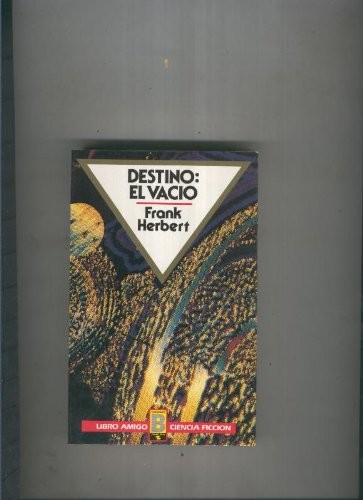 DESTINO:
EL VACIO
Frank
Herbert
LIBRO AMIGO B CIENCIA FICCION